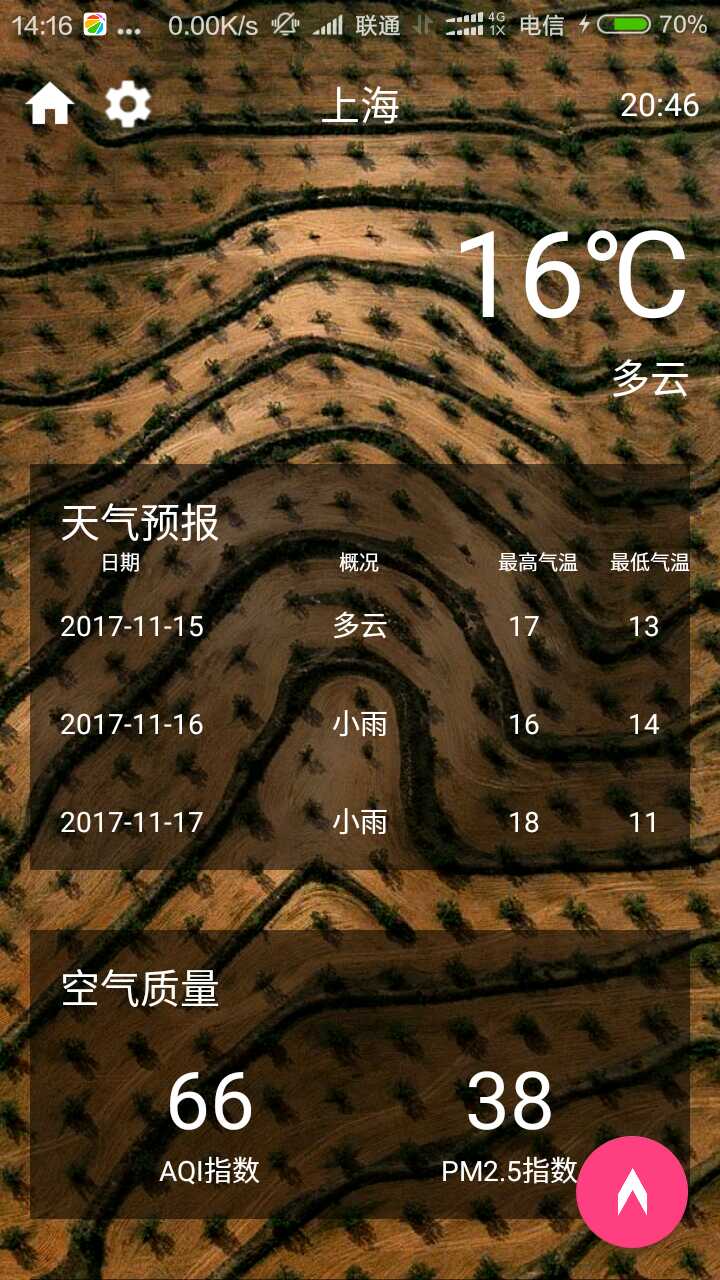 14:16 ... 0.00K/s 联通 4G 1X 电信 70%
上海 20:46
16℃
多云
天气预报
日期 概况 最高气温 最低气温
2017-11-15 多云 17 13
2017-11-16 小雨 16 14
2017-11-17 小雨 18 11
空气质量
66 38
AQI指数 PM2.5指数